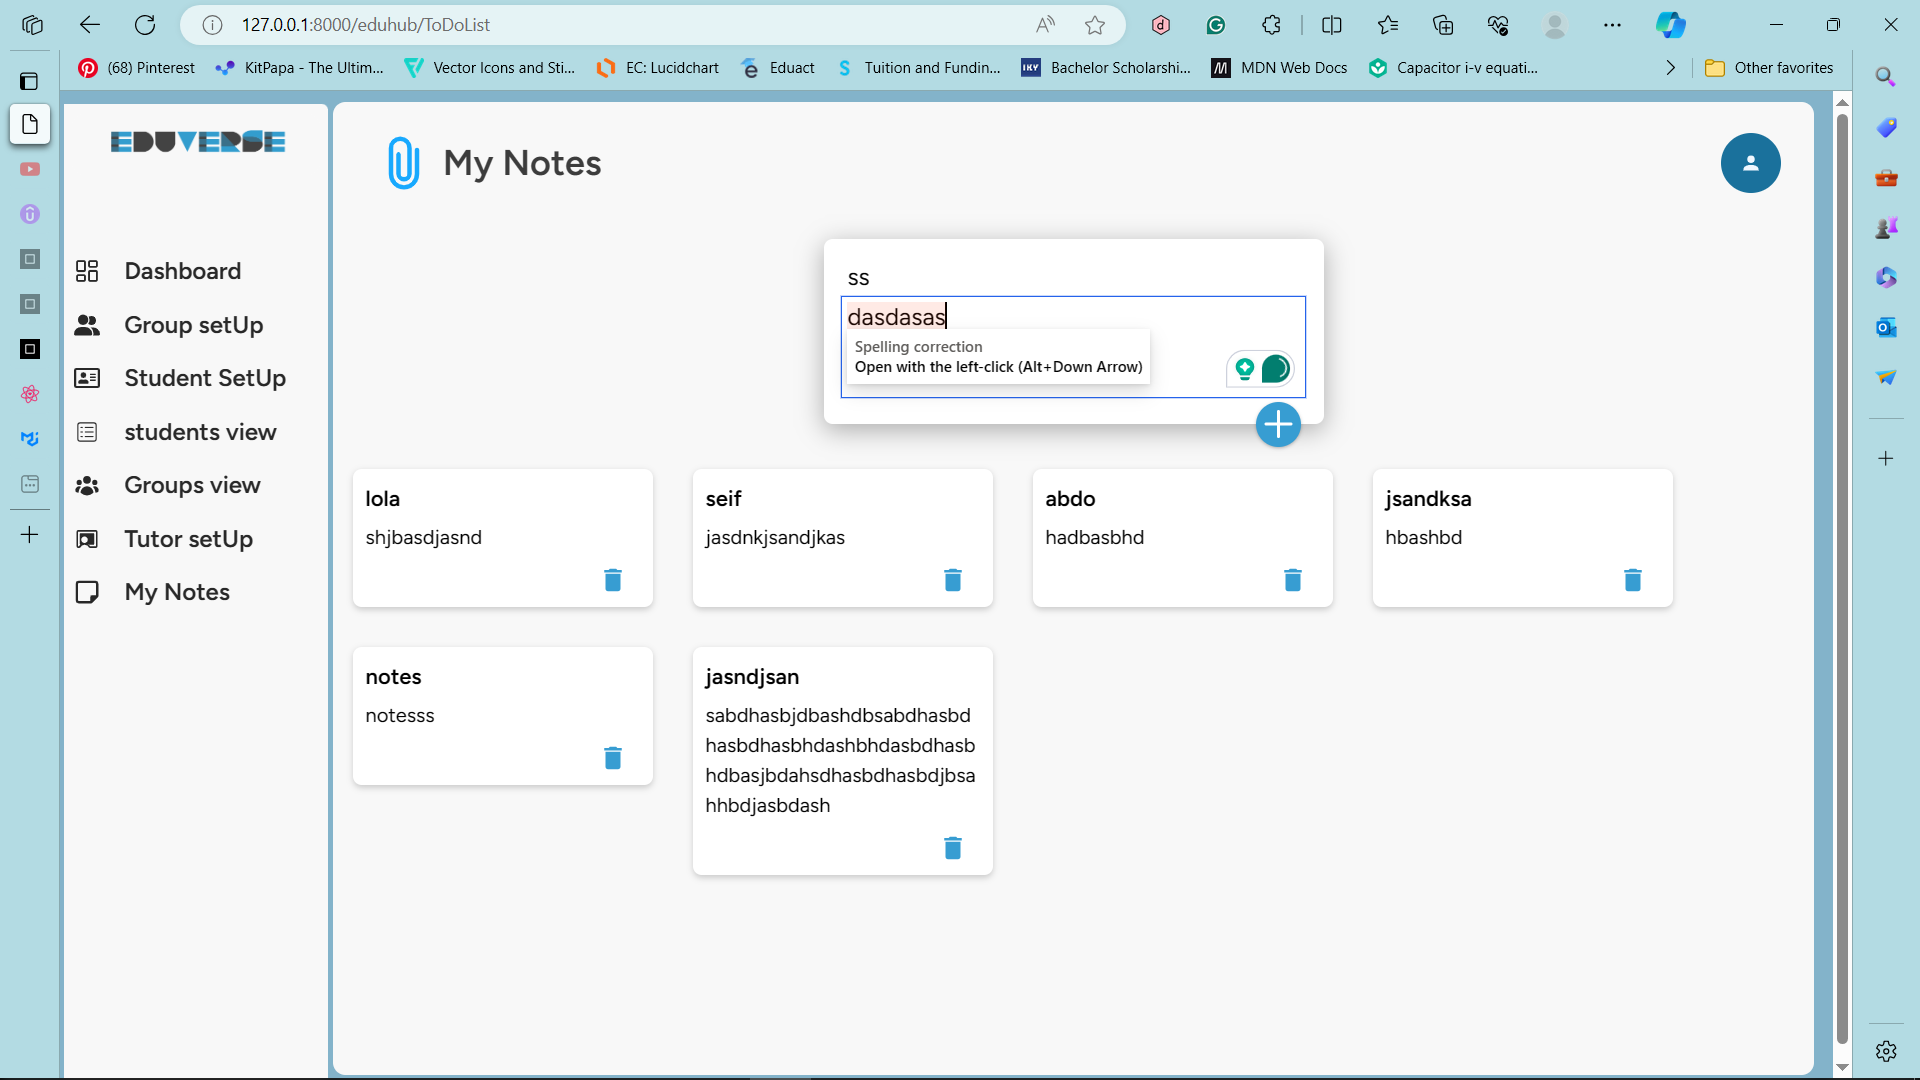 127.0.0.1:8000/eduhub/ToDoList
(68) Pinterest
KitPapa - The Ultim...
Vector Icons and Sti...
EC: Lucidchart
Eduact
Tuition and Fundin...
IKY
Bachelor Scholarshi...
MDN Web Docs
Capacitor i-v equati...
Other favorites
EDUVERSE
My Notes
Dashboard
Group setUp
Student SetUp
students view
Groups view
Tutor setUp
My Notes
ss
dasdasas
Spelling correction
Open with the left-click (Alt+Down Arrow)
lola
shjbasdjasnd
seif
jasdnkjsandjkas
abdo
hadbasbhd
jsandksa
hbashbd
notes
notesss
jasndjsan
sabdhasbjdbashdbsabdhasbd
hasbdhasbhdashbhdasbdhasb
hdbasjbdahsdhasbdhasbdjbsa
hhbdjasbdash